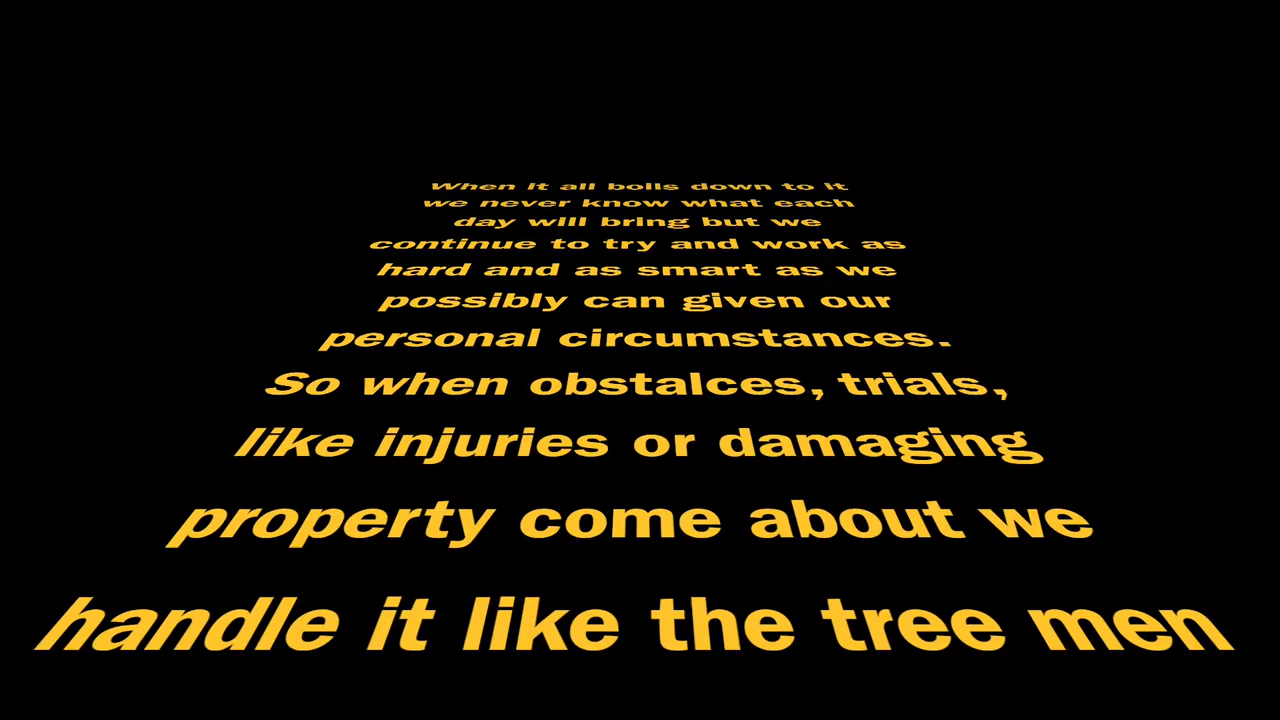 When it all boils down to it
we never know what each
day will bring but we
continue to try and work as
hard and as smart as we
possibly can given our
personal circumstances.
So when obstalces, trials,
like injuries or damaging
property come about we
handle it like the tree men